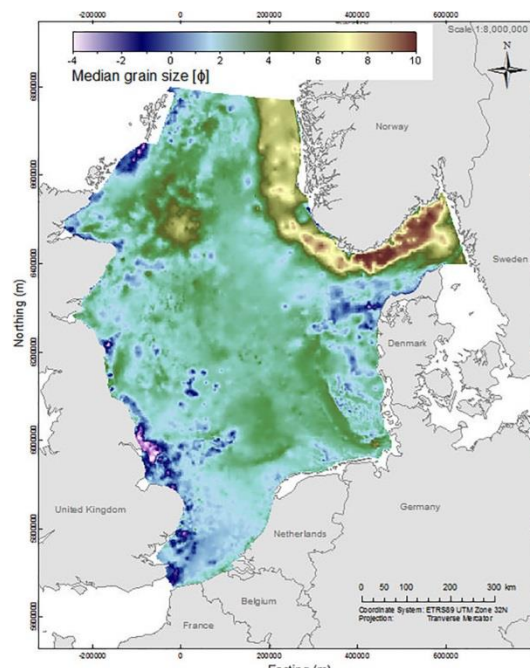 -200000 0 200000 400000 600000
Scale 1:8,000,000
-4 -2 0 2 4 6 8 10
Median grain size [ϕ]
N
Norway
Sweden
Denmark
United Kingdom
Germany
Netherlands
Belgium
France
Northing (m)
0 50 100 200 300 km
Coordinate System: ETRS89 UTM Zone 32N
Projection: Tranverse Mercator
-200000 0 200000 400000 600000